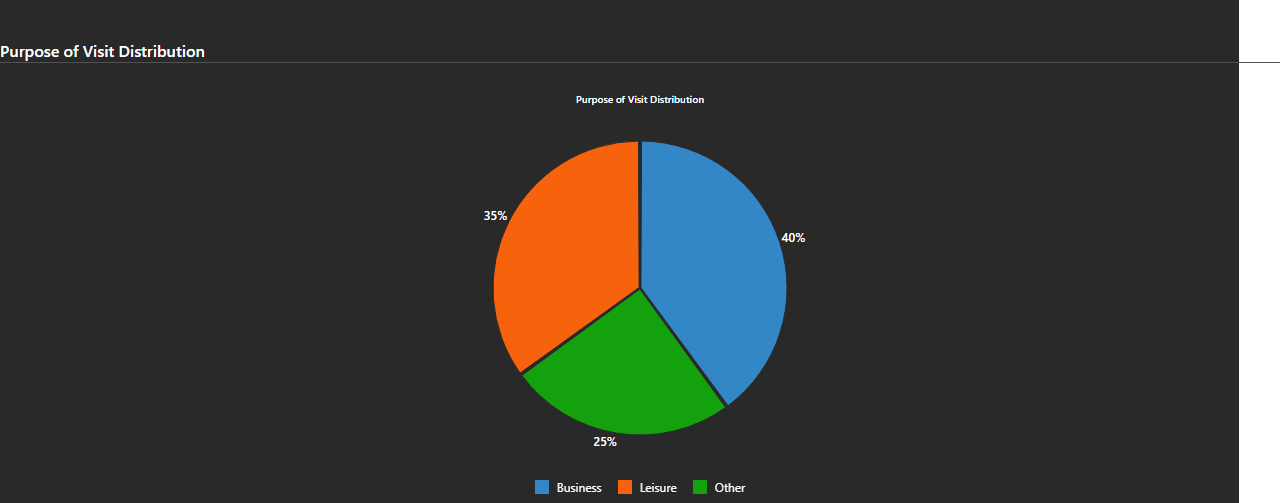 Purpose of Visit Distribution
Purpose of Visit Distribution
35%
40%
25%
Business Leisure Other